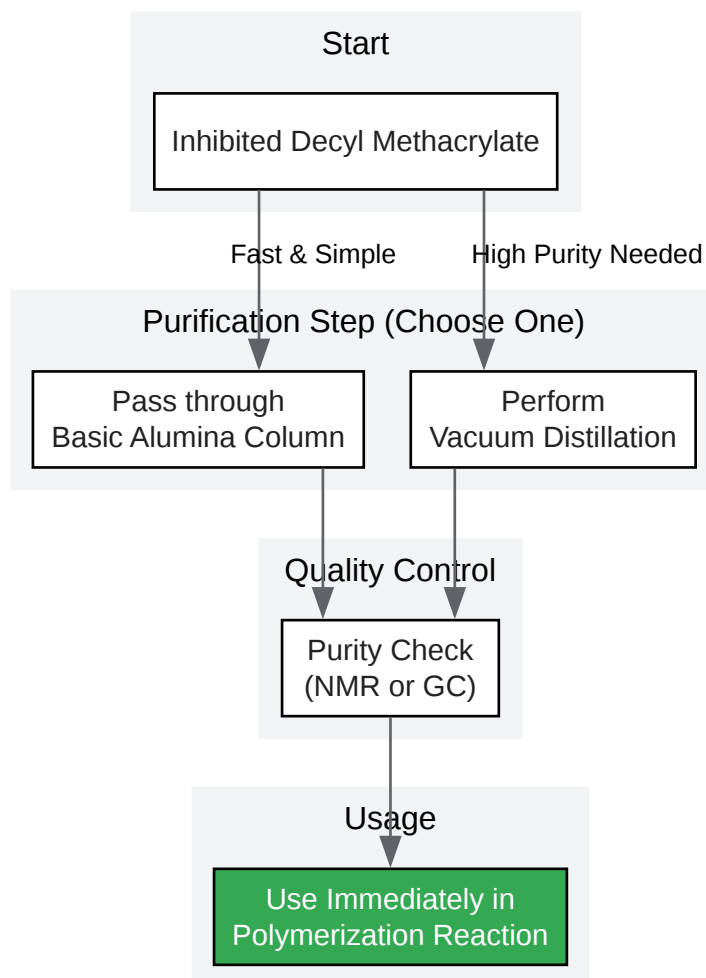 Start
Inhibited Decyl Methacrylate
Fast & Simple
High Purity Needed
Purification Step (Choose One)
Pass through
Basic Alumina Column
Perform
Vacuum Distillation
Quality Control
Purity Check
(NMR or GC)
Usage
Use Immediately in
Polymerization Reaction